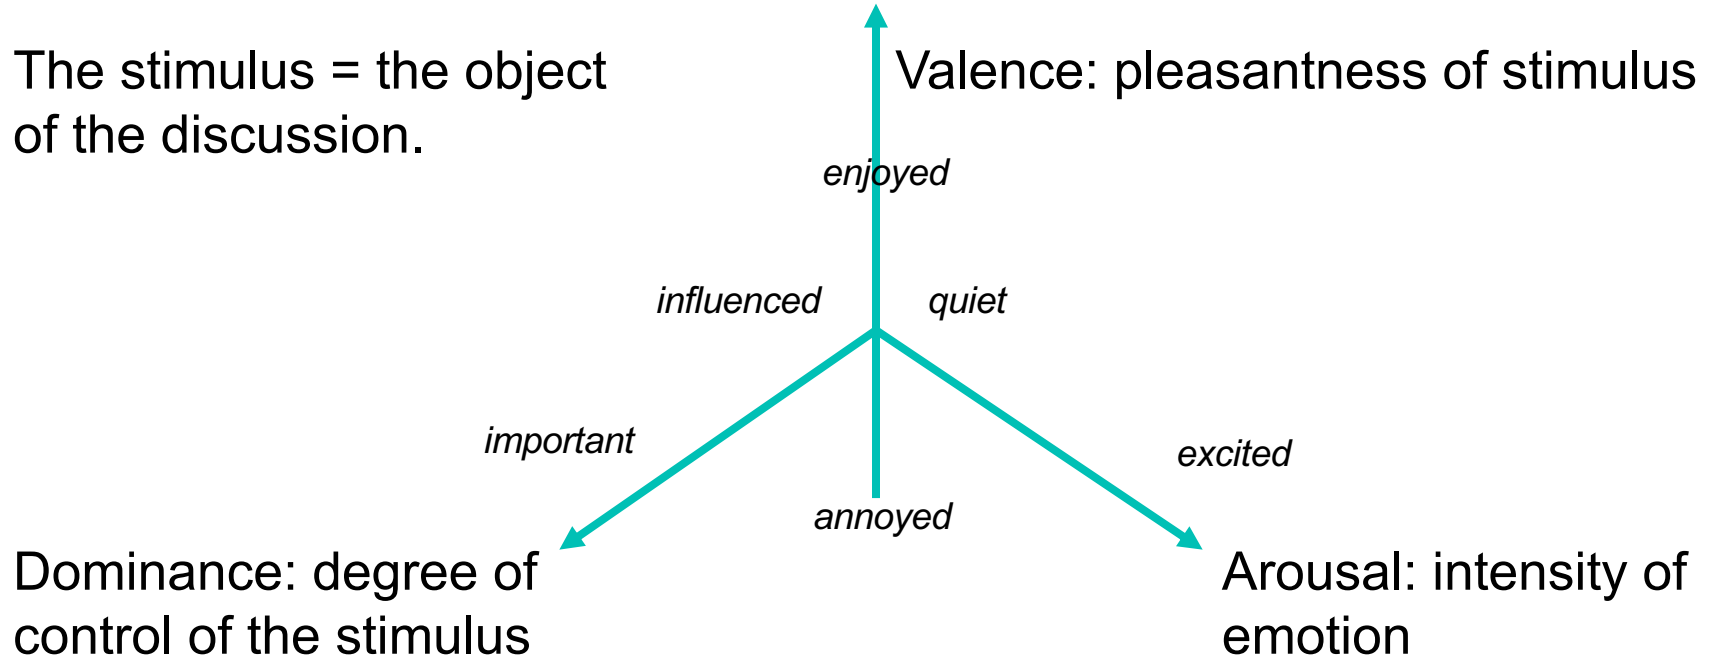 The stimulus = the object
of the discussion.
Valence: pleasantness of stimulus
enjoyed
influenced
quiet
important
excited
annoyed
Dominance: degree of
control of the stimulus
Arousal: intensity of
emotion